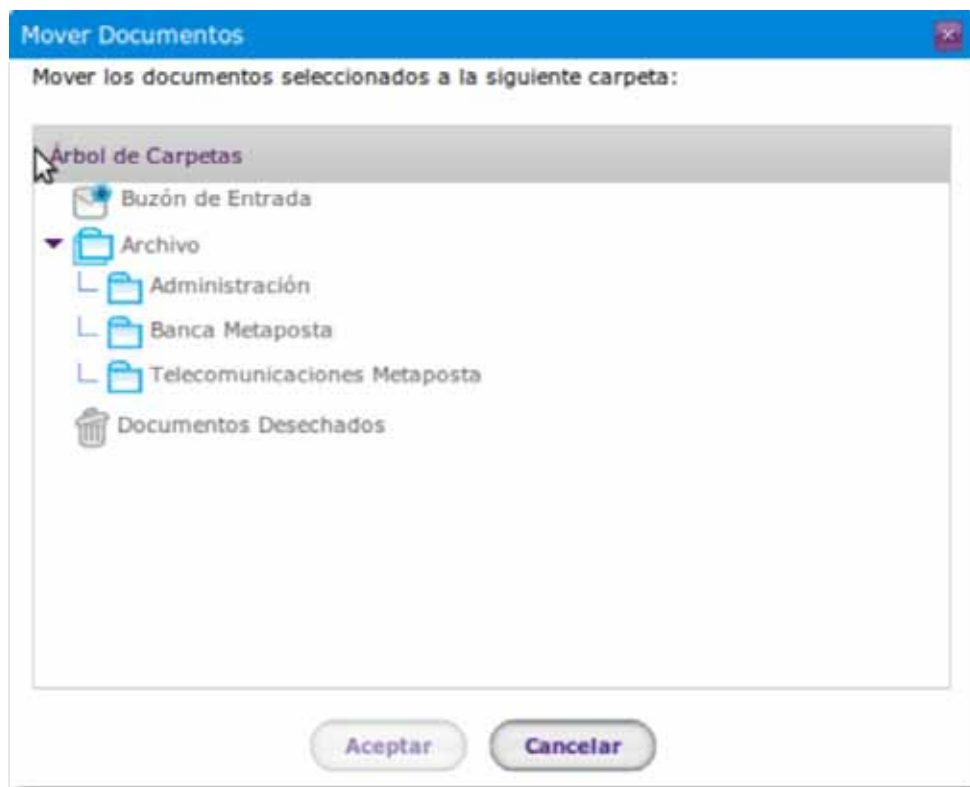 Mover Documentos
Mover los documentos seleccionados a la siguiente carpeta:
Árbol de Carpetas
Buzón de Entrada
Archivo
Administración
Banca Metaposta
Telecomunicaciones Metaposta
Documentos Desechados
Aceptar
Cancelar